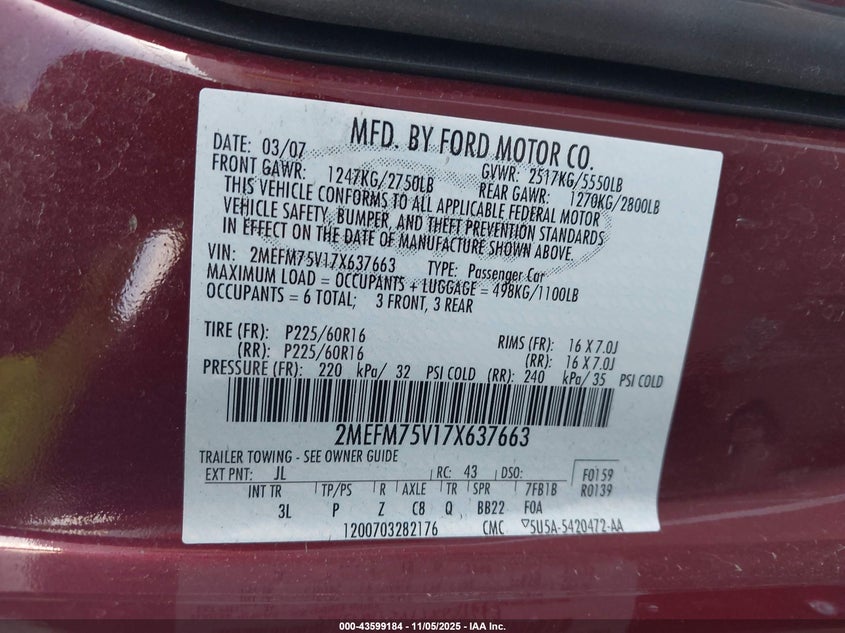 MFD. BY FORD MOTOR CO.
DATE: 03/07 GVWR: 2517KG/5550LB
FRONT GAWR: 1247KG/2750LB REAR GAWR: 1270KG/2800LB
THIS VEHICLE CONFORMS TO ALL APPLICABLE FEDERAL MOTOR
VEHICLE SAFETY, BUMPER, AND THEFT PREVENTION STANDARDS
IN EFFECT ON THE DATE OF MANUFACTURE SHOWN ABOVE.
VIN: 2MEFM75V17X637663 TYPE: Passenger Car
MAXIMUM LOAD = OCCUPANTS + LUGGAGE = 498KG/1100LB
OCCUPANTS = 6 TOTAL; 3 FRONT, 3 REAR
TIRE (FR): P225/60R16 RIMS (FR): 16 X 7.0J
(RR): P225/60R16 (RR): 16 X 7.0J
PRESSURE (FR): 220 kPa/ 32 PSI COLD (RR): 240 kPa/ 35 PSI COLD
2MEFM75V17X637663
TRAILER TOWING - SEE OWNER GUIDE
EXT PNT: JL RC: 43 DSO: F0159
INT TR TP/PS R AXLE TR SPR 7FB1B R0139
3L P Z C8 Q BB22 FOA
1200703282176 CMC ▽5U5A-5420472-AA
000-43599184 - 11/05/2025 - IAA Inc.